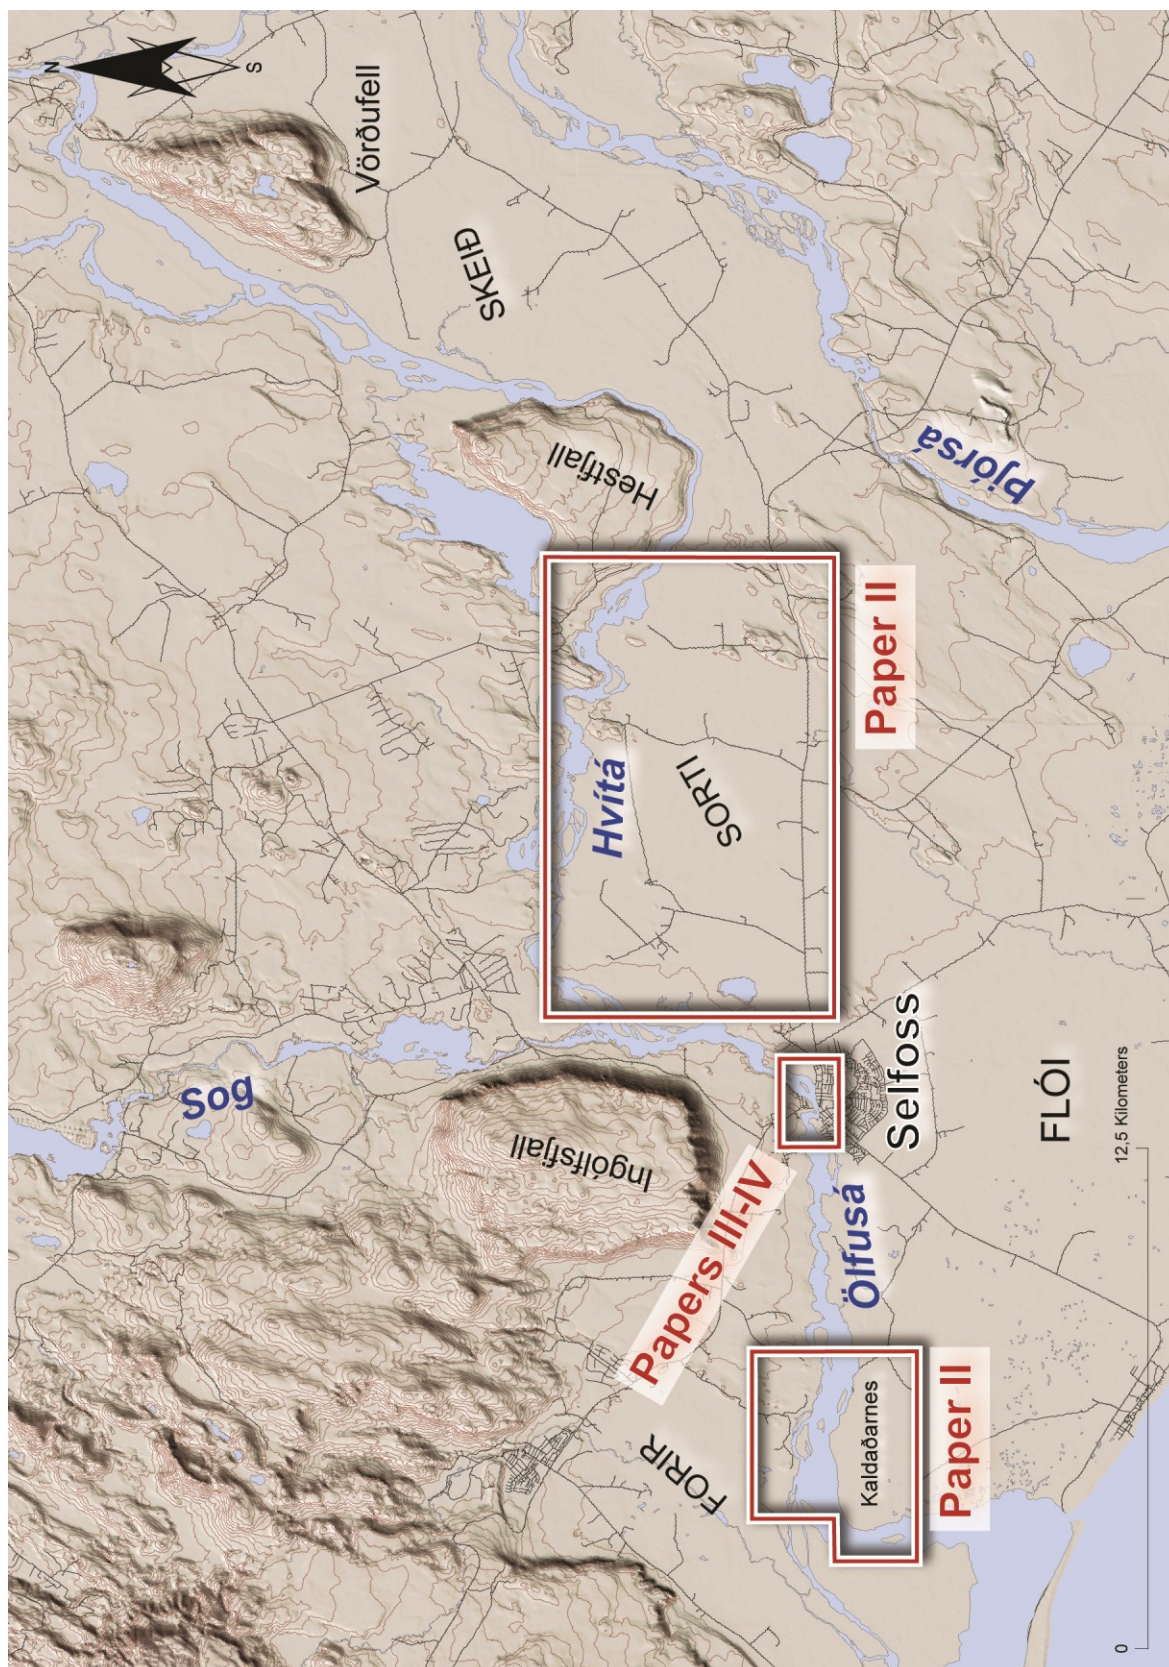 N
S
Sog
Vörðufell
SKEIÐ
Ingólfsfjall
Hestfjall
Hvítá
FORIR
Papers III-IV
SORTI
Ölfusá
Kaldaðarnes
Paper II
Selfoss
Paper II
Þjórsá
FLÓI
0
12,5 Kilometers